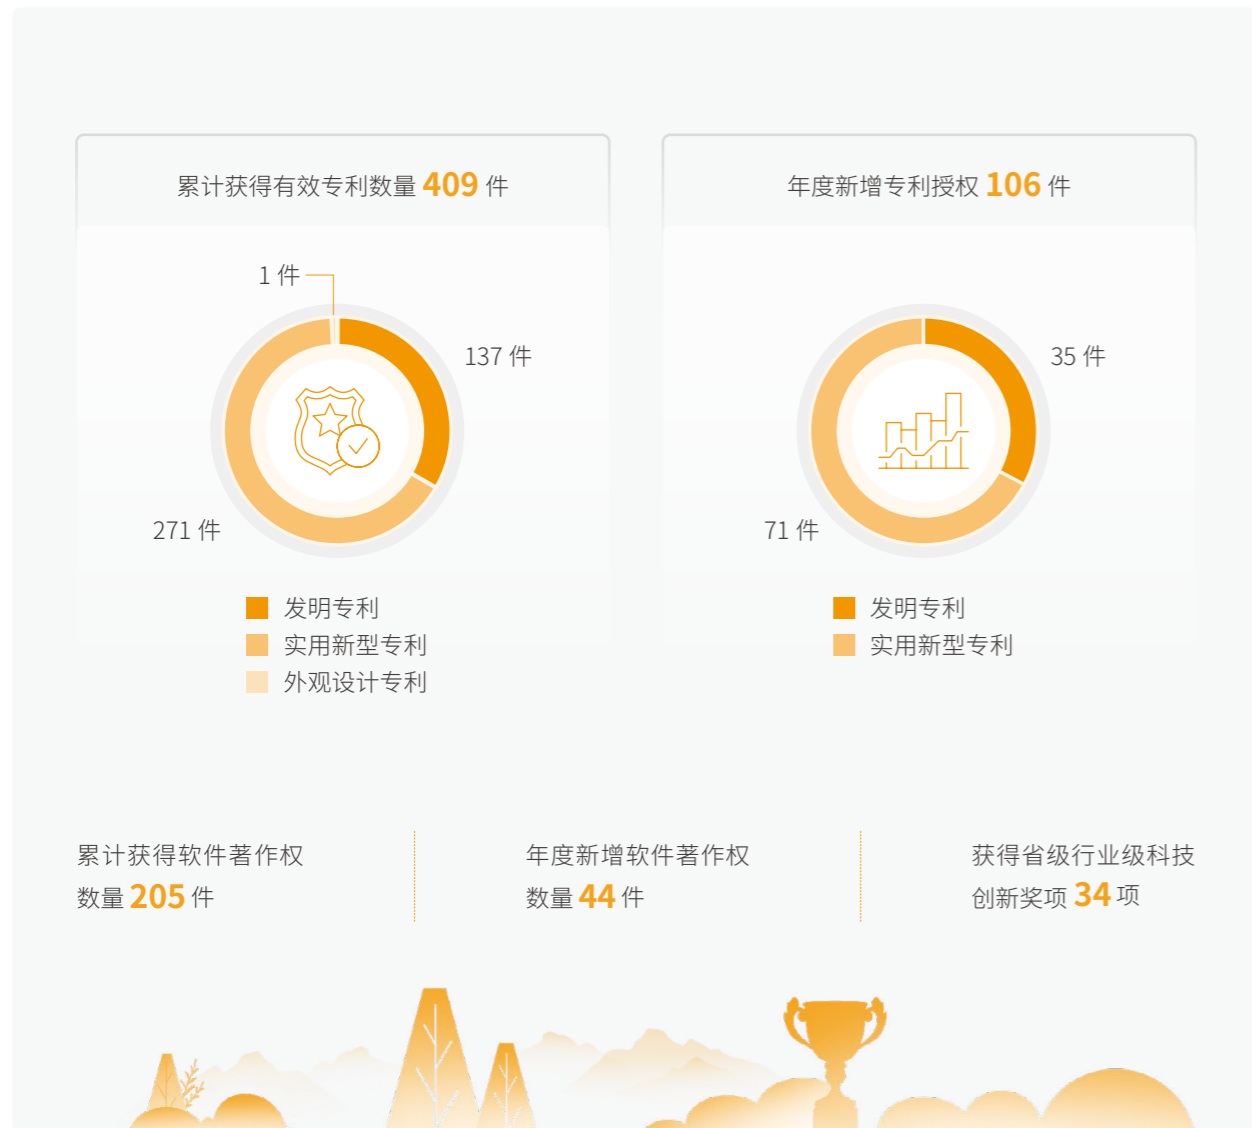 累计获得有效专利数量 409 件
1 件
137 件
271 件
发明专利
实用新型专利
外观设计专利
年度新增专利授权 106 件
35 件
71 件
发明专利
实用新型专利
累计获得软件著作权
数量 205 件
年度新增软件著作权
数量 44 件
获得省级行业级科技
创新奖项 34 项